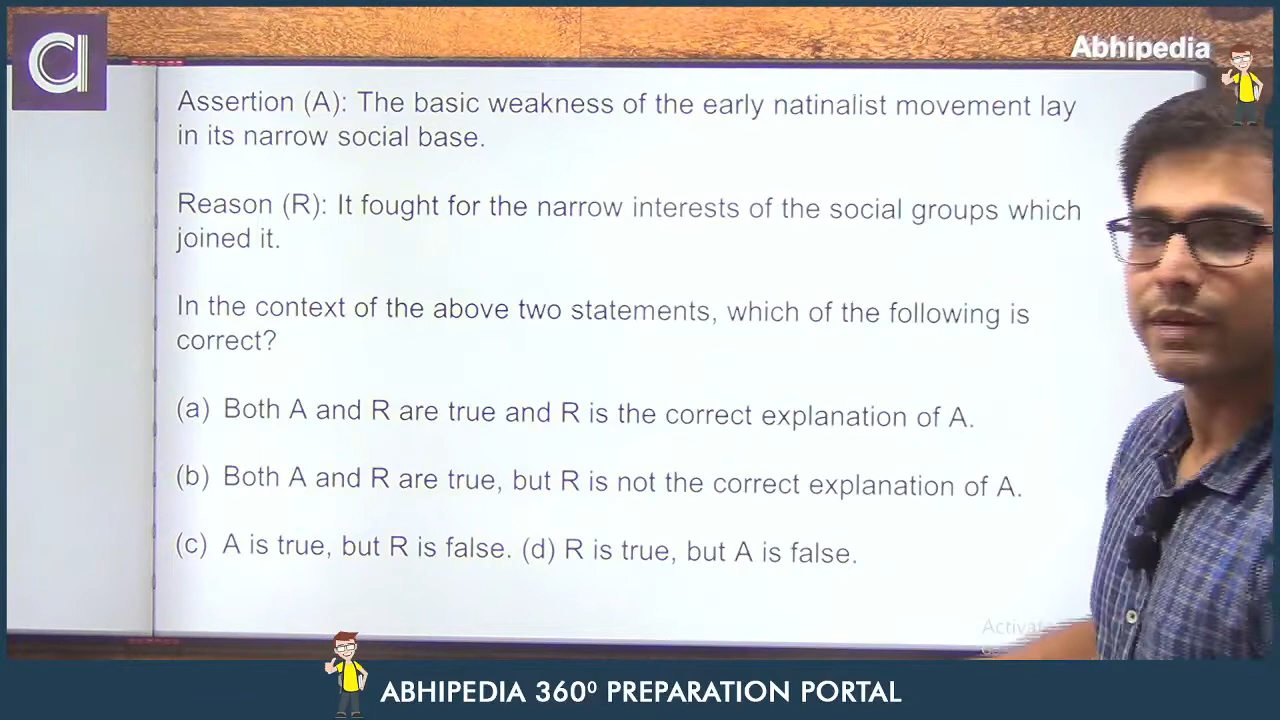 Abhipedia
Assertion (A): The basic weakness of the early natinalist movement lay
in its narrow social base.
Reason (R): It fought for the narrow interests of the social groups which
joined it.
In the context of the above two statements, which of the following is
correct?
(a) Both A and R are true and R is the correct explanation of A.
(b) Both A and R are true, but R is not the correct explanation of A.
(c) A is true, but R is false. (d) R is true, but A is false.
ABHIPEDIA 360⁰ PREPARATION PORTAL